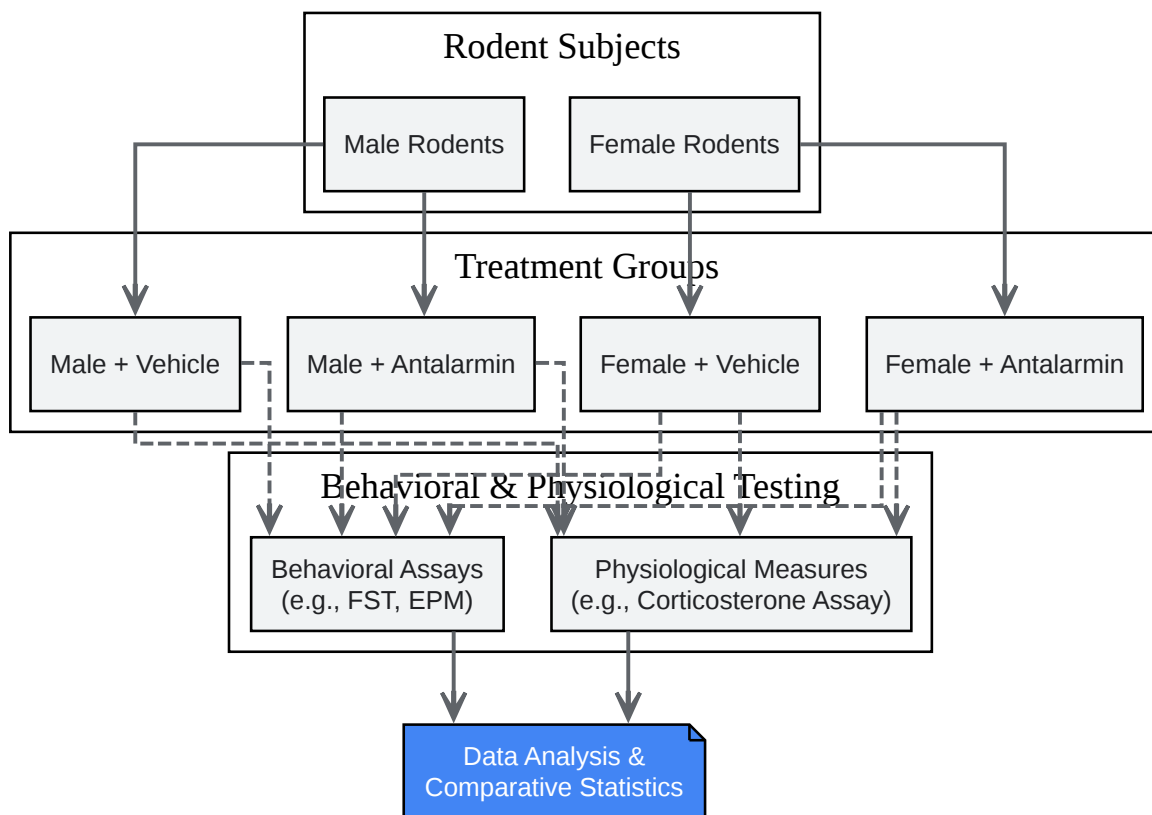 Rodent Subjects
Male Rodents
Female Rodents
Treatment Groups
Male + Vehicle
Male + Antalarmin
Female + Vehicle
Female + Antalarmin
Behavioral & Physiological Testing
Behavioral Assays
(e.g., FST, EPM)
Physiological Measures
(e.g., Corticosterone Assay)
Data Analysis &
Comparative Statistics